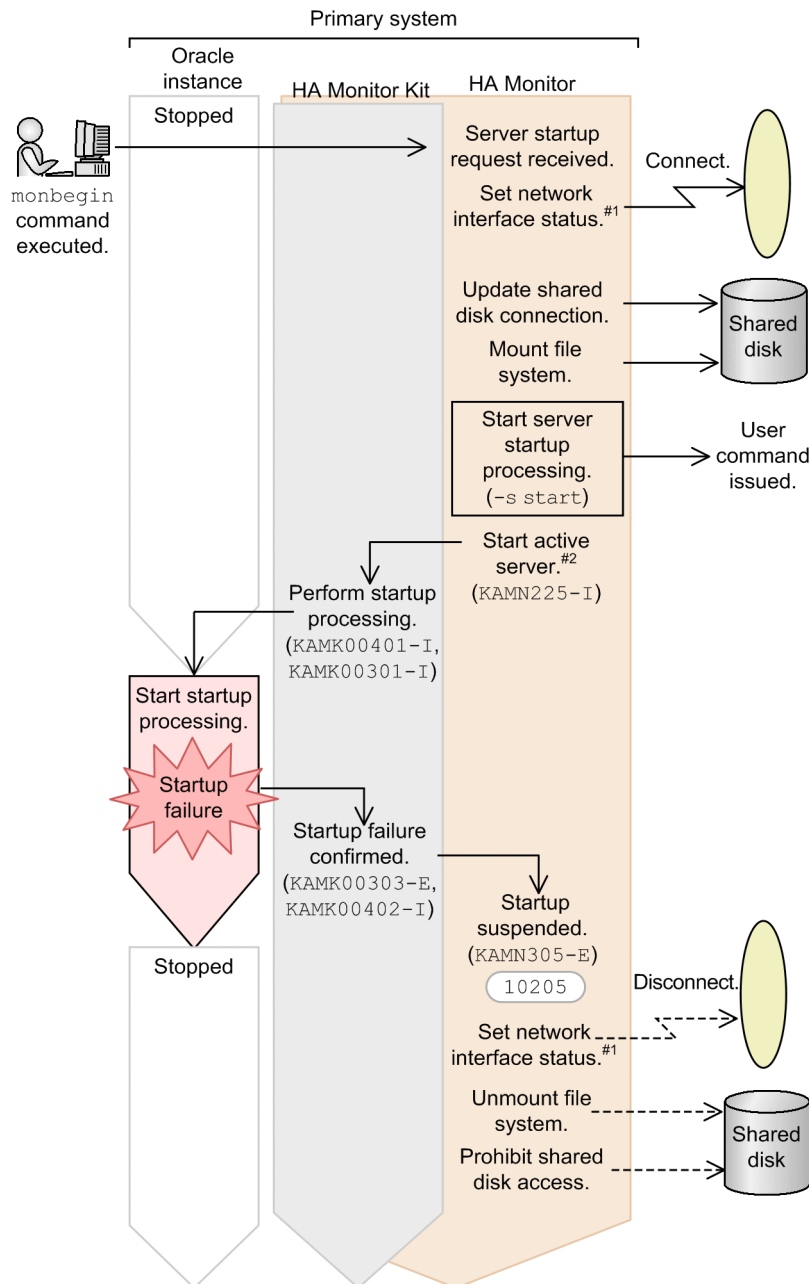 Primary system
Oracle
instance
HA Monitor Kit
HA Monitor
Stopped
monbegin
command
executed.
Server startup
request received.
Connect.
Set network
interface status.#1
Update shared
disk connection.
Mount file
system.
Shared
disk
Start server
startup
processing.
(-s start)
User
command
issued.
Start active
server.#2
(KAMN225-I)
Perform startup
processing.
(KAMK00401-I,
KAMK00301-I)
Start startup
processing.
Startup
failure
Startup failure
confirmed.
(KAMK00303-E,
KAMK00402-I)
Startup
suspended.
(KAMN305-E)
10205
Stopped
Disconnect.
Set network
interface status.#1
Unmount file
system.
Prohibit shared
disk access.
Shared
disk